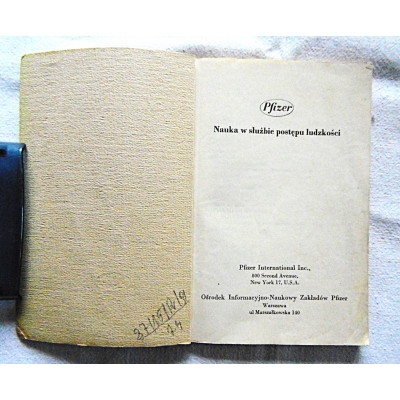 Pfizer
Nauka w służbie postępu ludzkości
Pfizer International Inc.,
800 Second Avenue,
New York 17, U.S.A.
Ośrodek Informacyjno-Naukowy Zakładów Pfizer
Warszawa
ul Marszałkowska 140